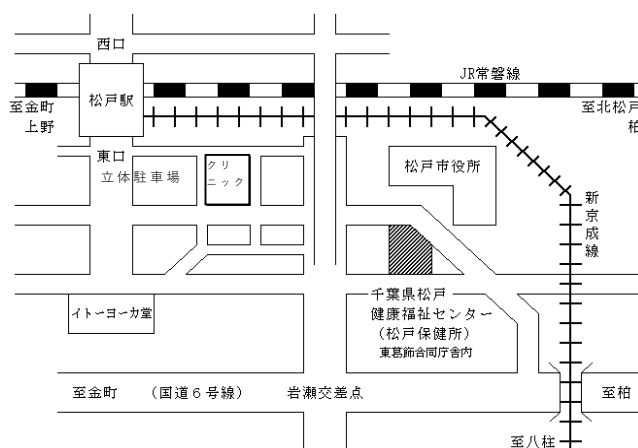 西口
JR常磐線
至金町
上野
松戸駅
至北松戸
柏
東口
立体駐車場
クリ
ニック
松戸市役所
新京成線
イトーヨーカ堂
千葉県松戸
健康福祉センター
(松戸保健所)
東葛飾合同庁舎内
至金町
(国道6号線)
岩瀬交差点
至柏
至八柱